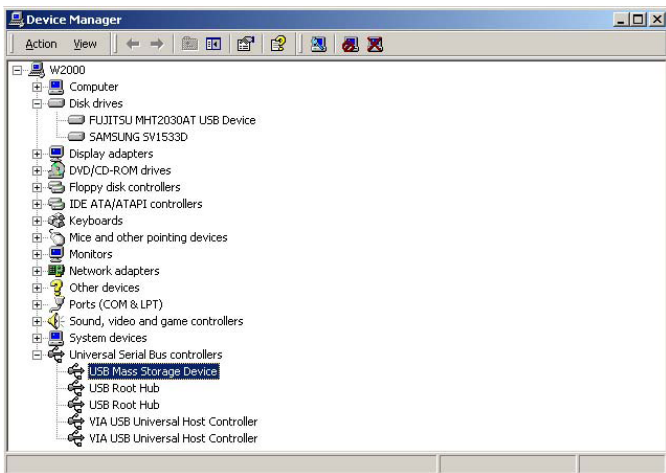 Device Manager
Action View
W2000
Computer
Disk drives
FUJITSU MHT2030AT USB Device
SAMSUNG SV1533D
Display adapters
DVD/CD-ROM drives
Floppy disk controllers
IDE ATA/ATAPI controllers
Keyboards
Mice and other pointing devices
Monitors
Network adapters
Other devices
Ports (COM & LPT)
Sound, video and game controllers
System devices
Universal Serial Bus controllers
USB Mass Storage Device
USB Root Hub
USB Root Hub
VIA USB Universal Host Controller
VIA USB Universal Host Controller